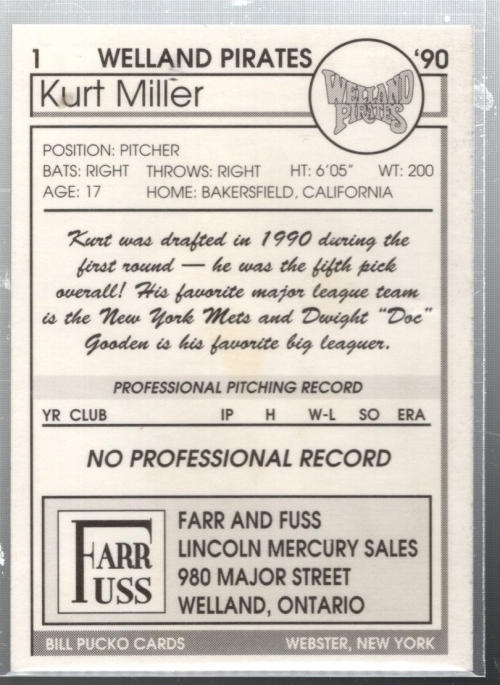 1 WELLAND PIRATES '90
WELLAND
PIRATES
Kurt Miller
POSITION: PITCHER
BATS: RIGHT THROWS: RIGHT HT: 6'05" WT: 200
AGE: 17 HOME: BAKERSFIELD, CALIFORNIA
Kurt was drafted in 1990 during the
first round — he was the fifth pick
overall! His favorite major league team
is the New York Mets and Dwight "Doc"
Gooden is his favorite big leaguer.
PROFESSIONAL PITCHING RECORD
YR CLUB IP H W-L SO ERA
NO PROFESSIONAL RECORD
FARR
FUSS
FARR AND FUSS
LINCOLN MERCURY SALES
980 MAJOR STREET
WELLAND, ONTARIO
BILL PUCKO CARDS WEBSTER, NEW YORK